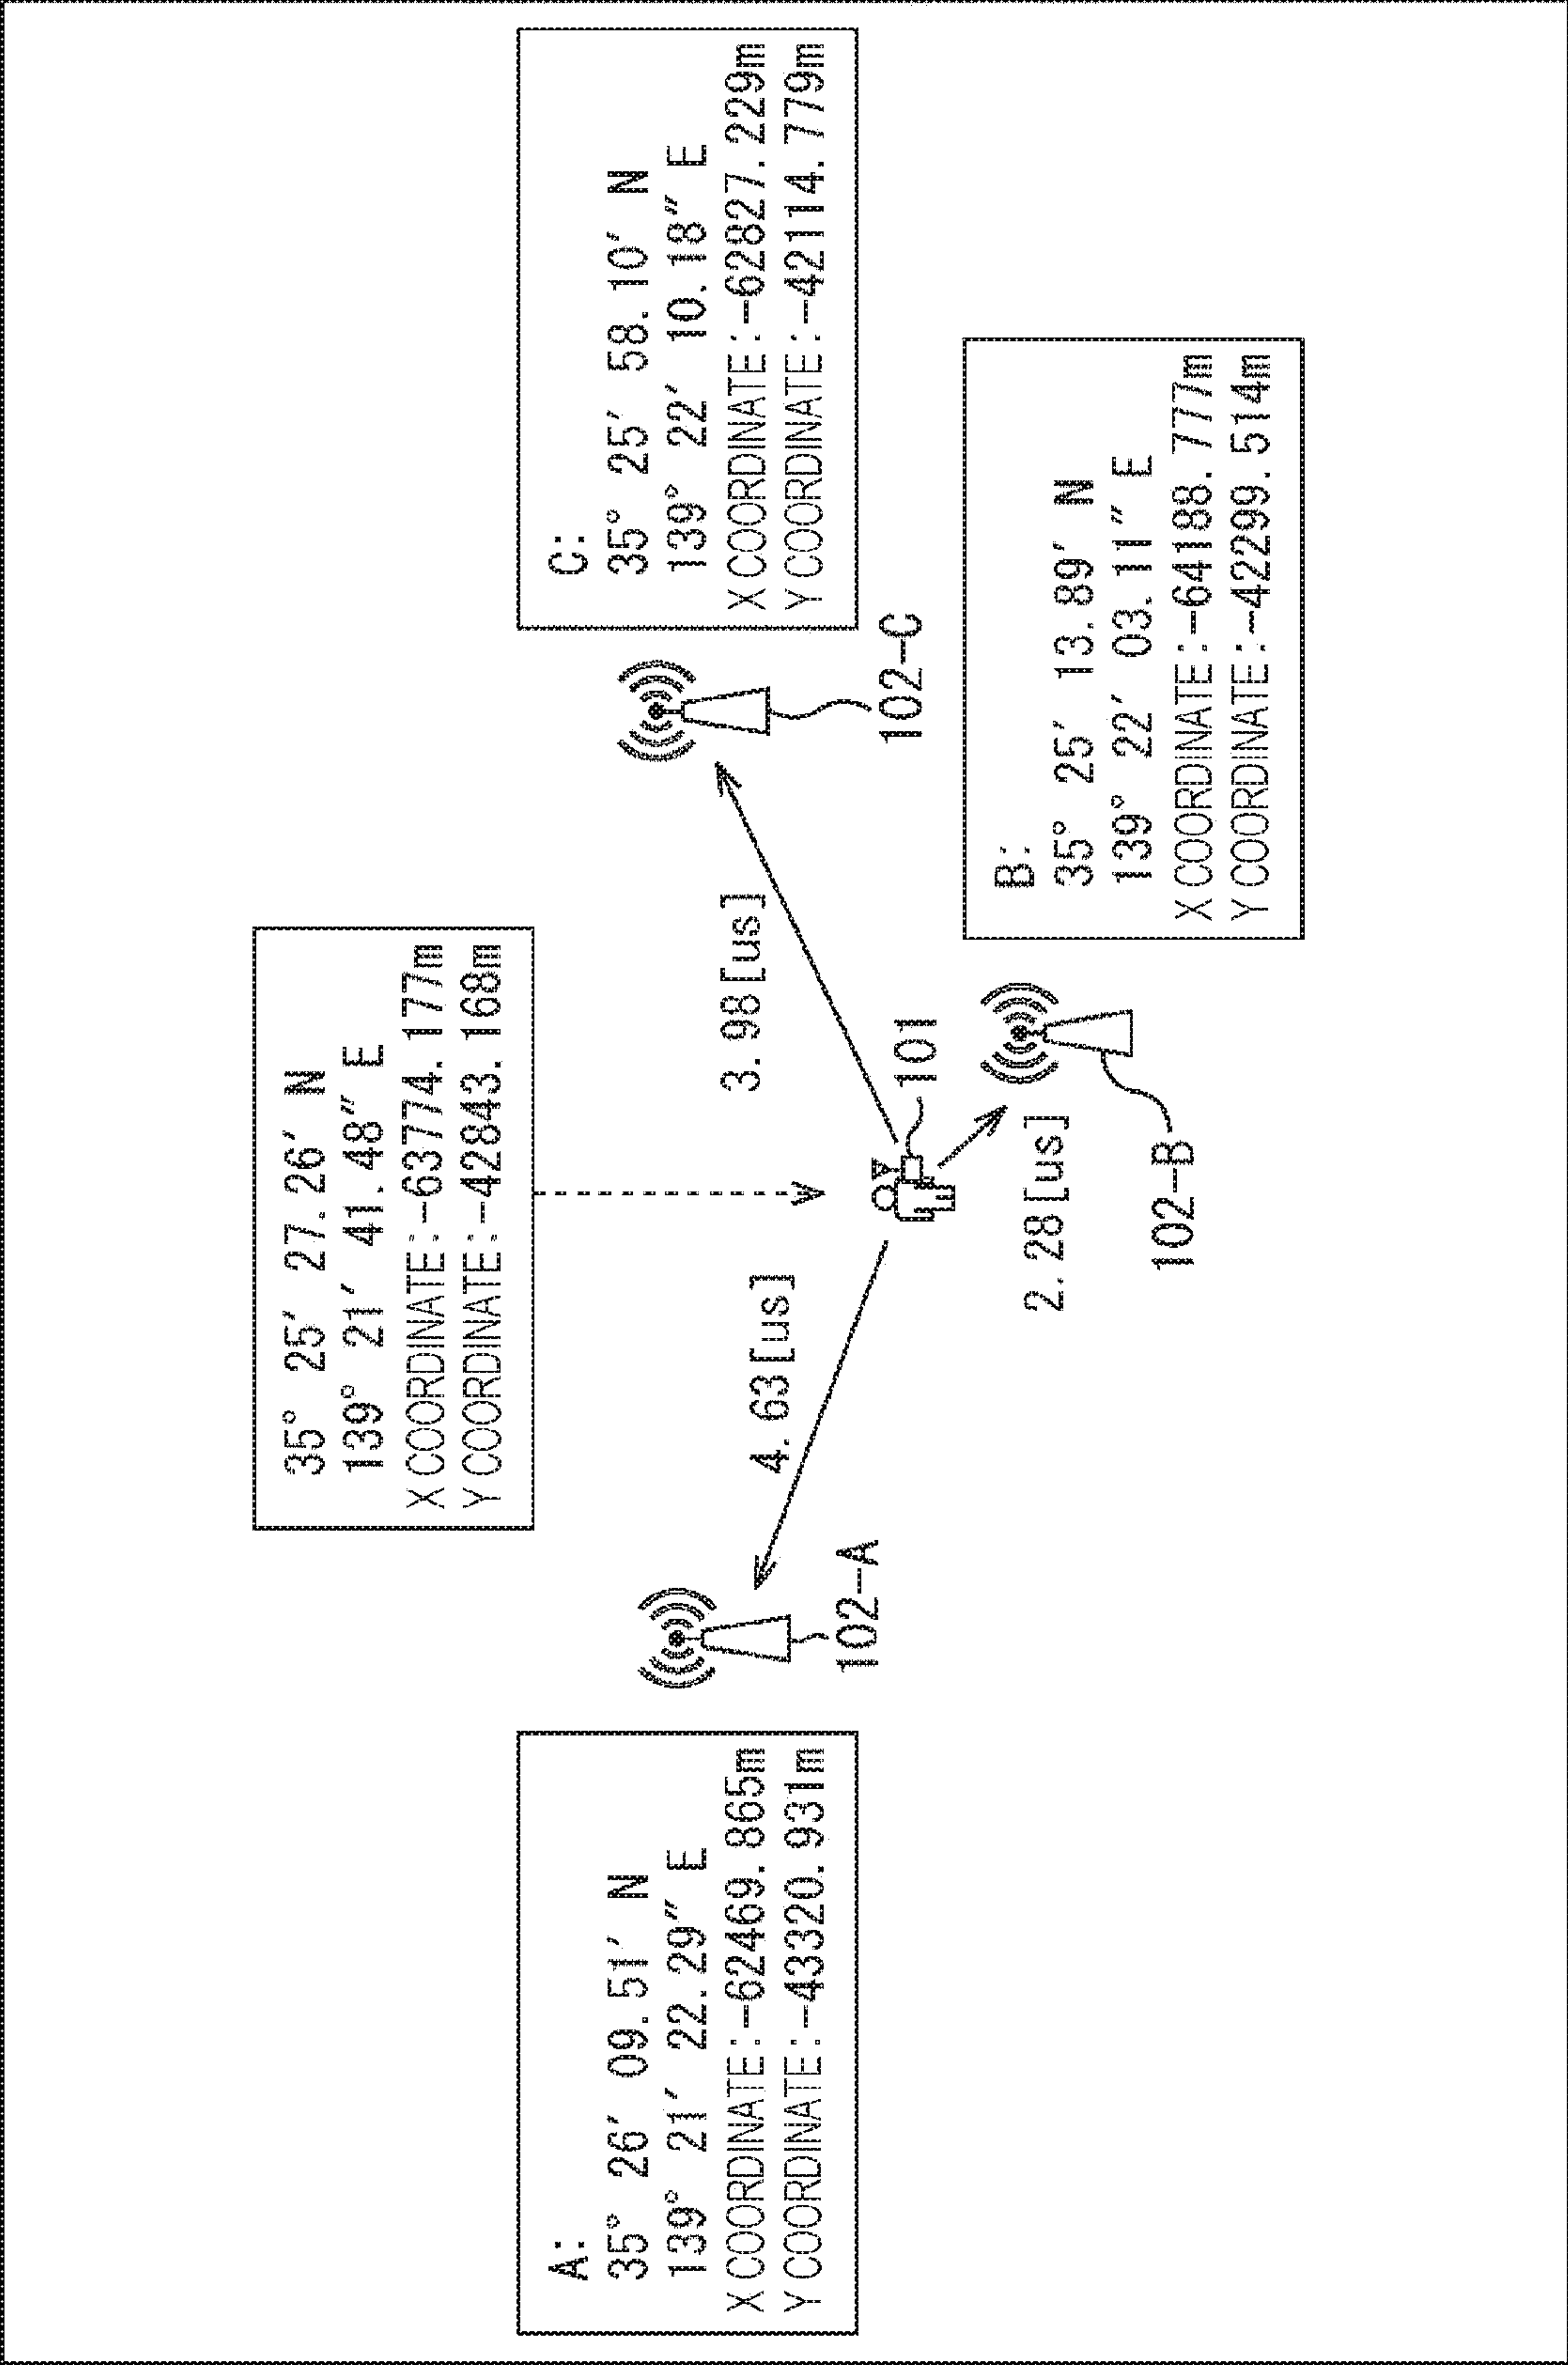 35° 25′ 27.26′ N
139° 21′ 41.48″ E
X COORDINATE:-63774.177m
Y COORDINATE:-42843.168m
A:
35° 26′ 09.51′ N
139° 21′ 22.29″ E
X COORDINATE:-62469.865m
Y COORDINATE:-43320.931m
C:
35° 25′ 58.10′ N
139° 22′ 10.18″ E
X COORDINATE:-62827.229m
Y COORDINATE:-42114.779m
4.63[us]
3.98[us]
102-A
101
102-C
2.28[us]
102-B
B:
35° 25′ 13.89′ N
139° 22′ 03.11″ E
X COORDINATE:-64188.777m
Y COORDINATE:-42299.514m